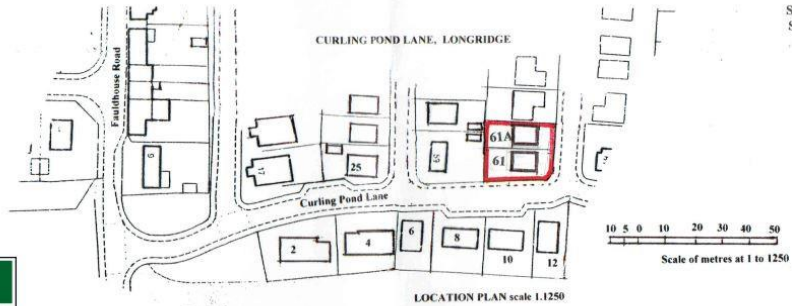 S
S
CURLING POND LANE, LONGRIDGE
Fauldhouse Road
61A
61
59
25
17
9
Curling Pond Lane
2
4
6
8
10
12
10 5 0 10 20 30 40 50
Scale of metres at 1 to 1250
LOCATION PLAN scale 1.1250